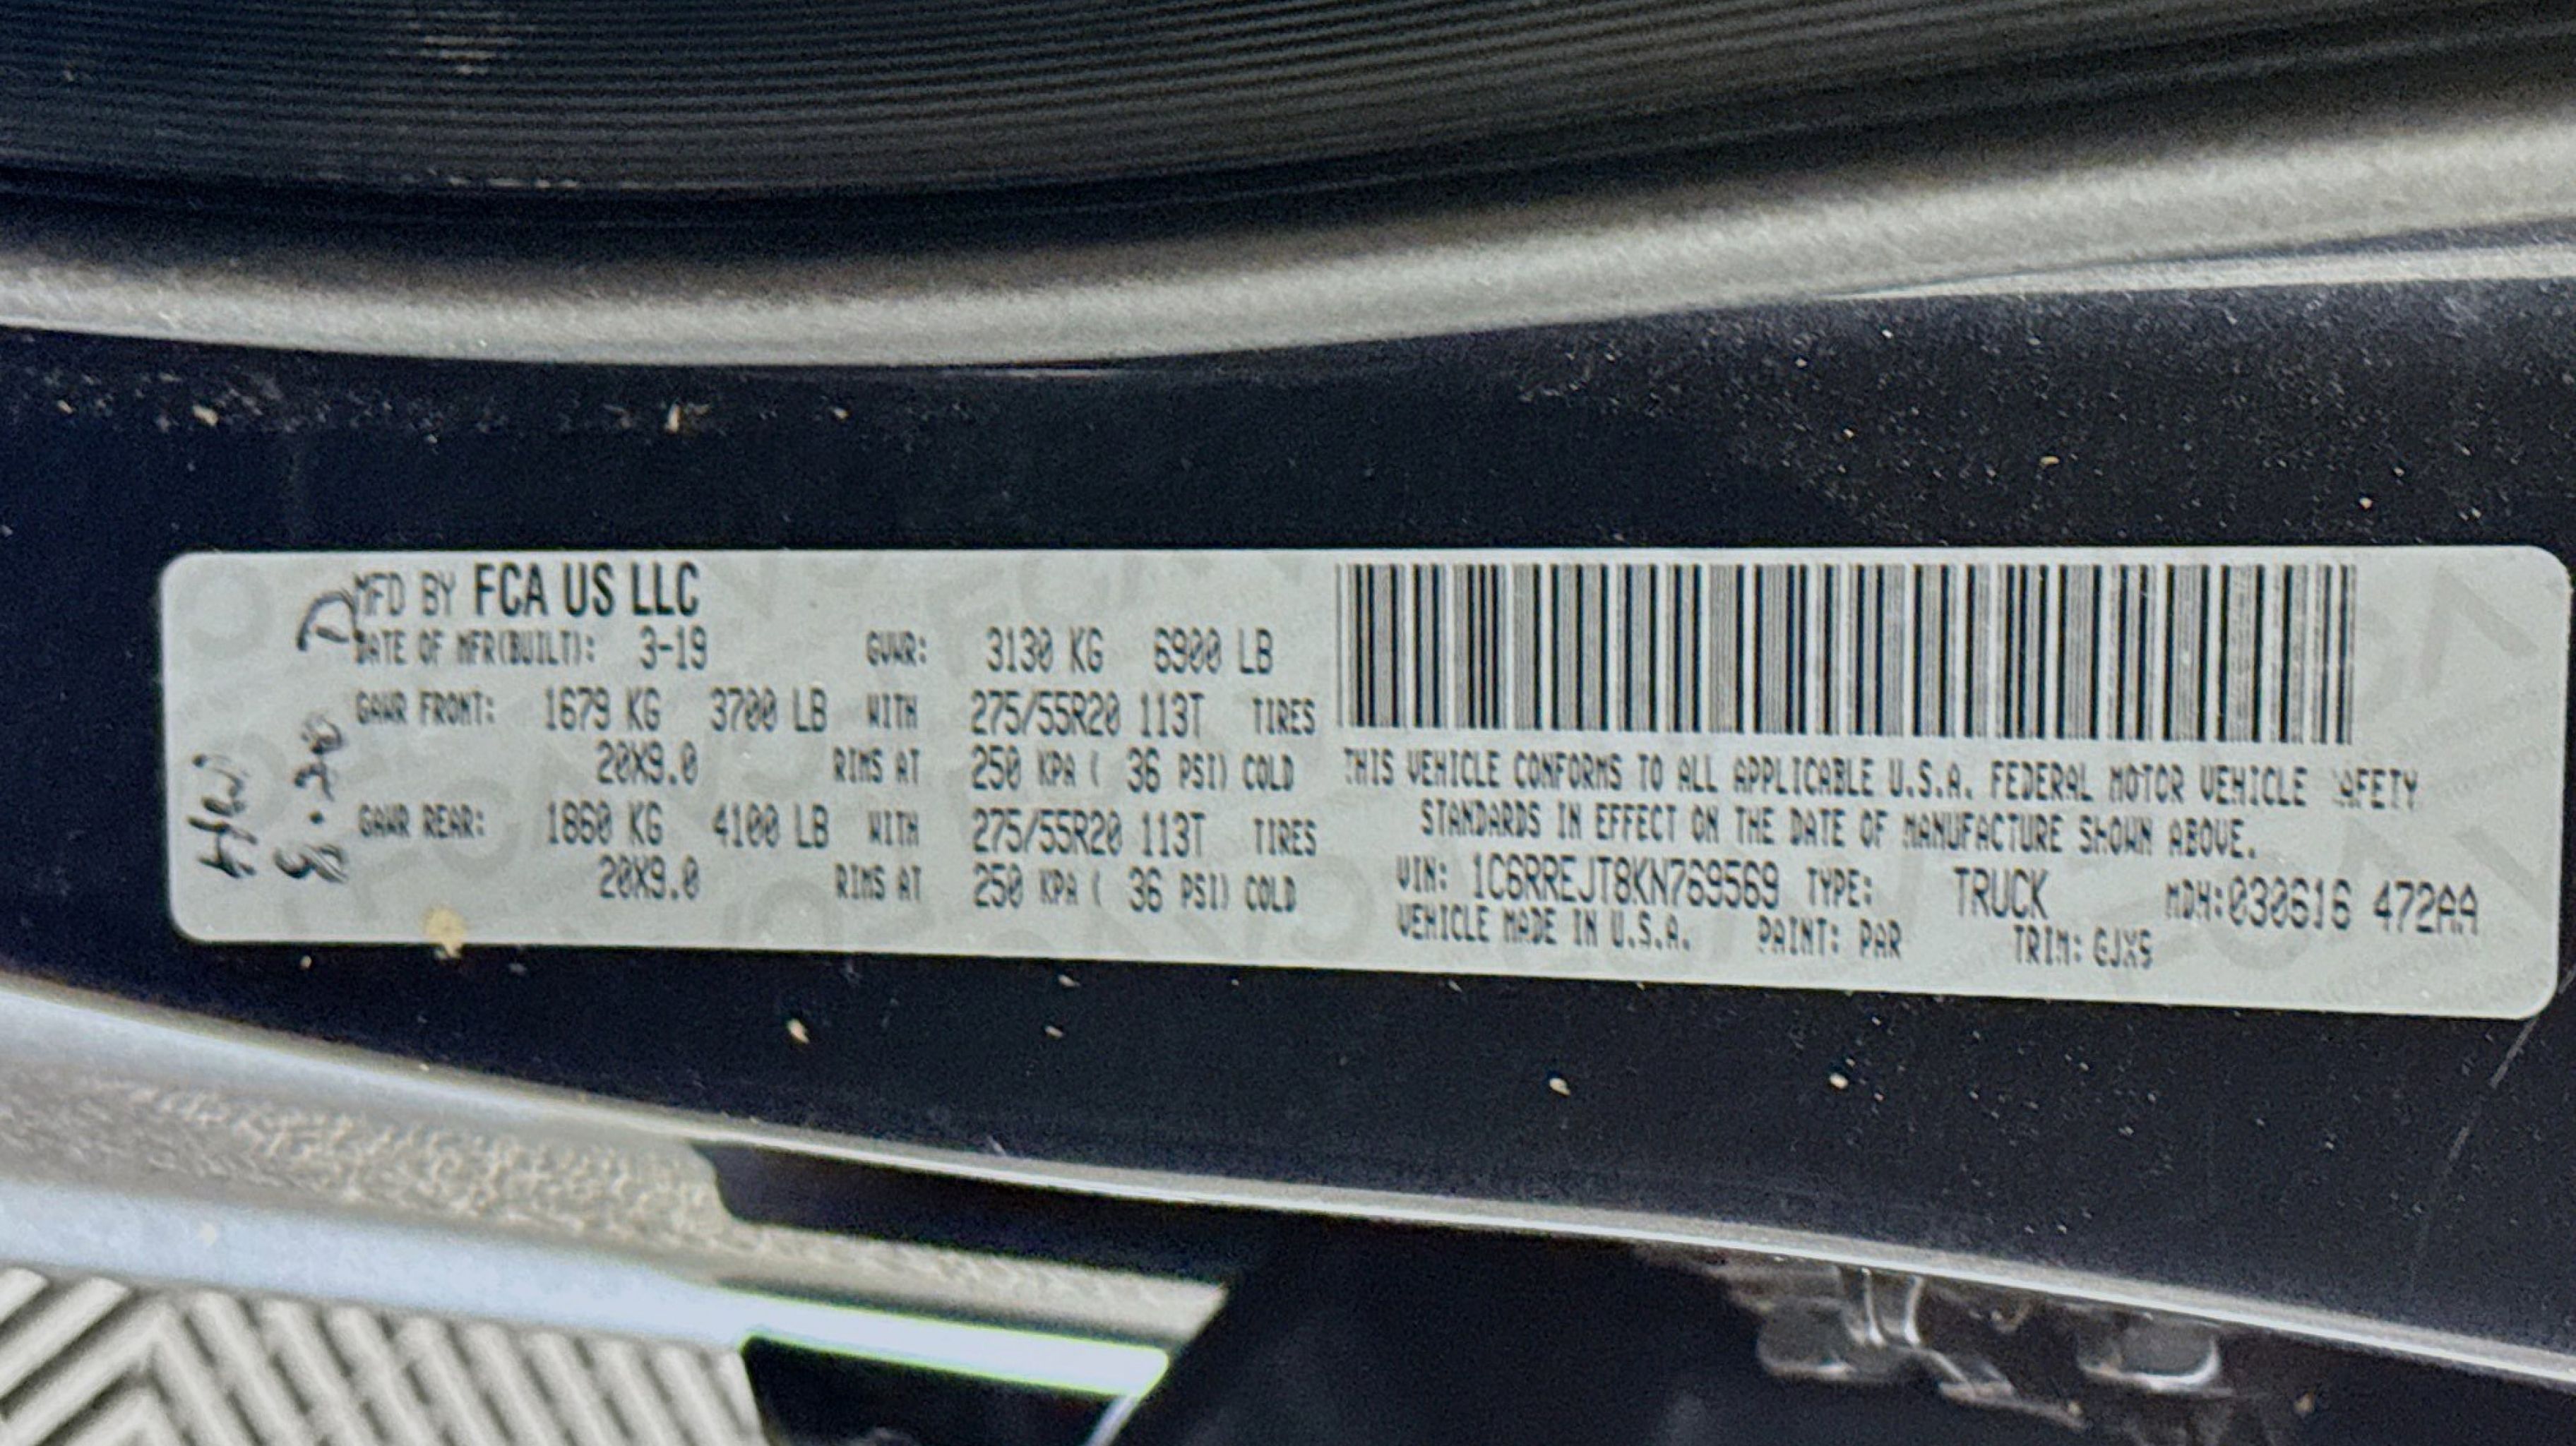 MFD BY FCA US LLC
DATE OF MFR(BUILT): 3-19 GVWR: 3130 KG 6900 LB
GAWR FRONT: 1679 KG 3700 LB WITH 275/55R20 113T TIRES
20X9.0 RIMS AT 250 KPA ( 36 PSI) COLD
GAWR REAR: 1860 KG 4100 LB WITH 275/55R20 113T TIRES
20X9.0 RIMS AT 250 KPA ( 36 PSI) COLD
THIS VEHICLE CONFORMS TO ALL APPLICABLE U.S.A. FEDERAL MOTOR VEHICLE SAFETY
STANDARDS IN EFFECT ON THE DATE OF MANUFACTURE SHOWN ABOVE.
VIN: 1C6RREJT8KN769569 TYPE: TRUCK MDH:030616 472AA
VEHICLE MADE IN U.S.A. PAINT: PAR TRIM: GJX9
D